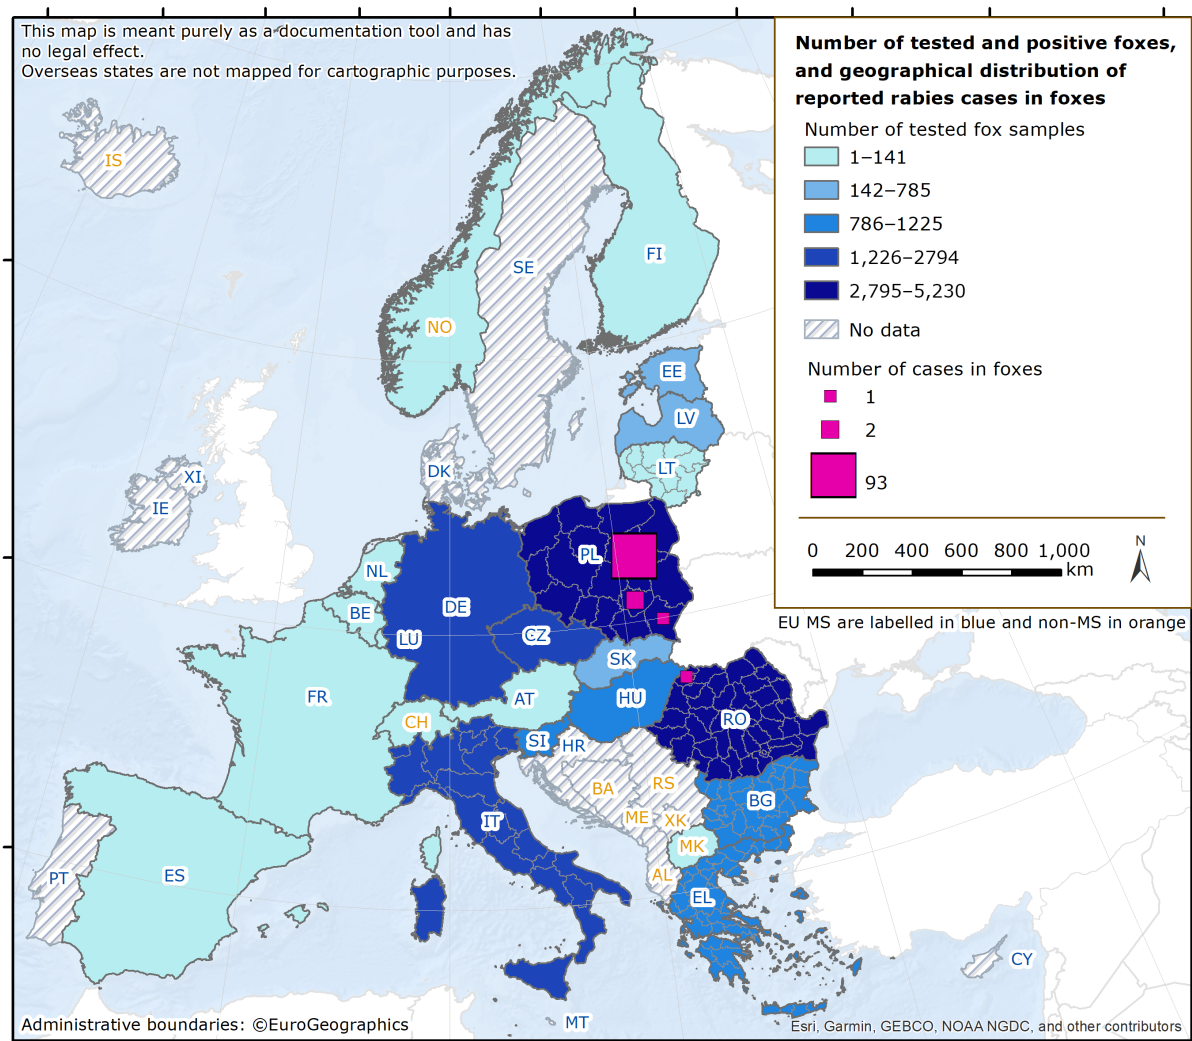 This map is meant purely as a documentation tool and has
no legal effect.
Overseas states are not mapped for cartographic purposes.
Number of tested and positive foxes,
and geographical distribution of
reported rabies cases in foxes
Number of tested fox samples
1–141
142–785
786–1225
1,226–2794
2,795–5,230
No data
Number of cases in foxes
1
2
93
N
0 200 400 600 800 1,000
km
EU MS are labelled in blue and non-MS in orange
IS
SE
FI
NO
EE
LV
LT
DK
XI
IE
PL
NL
BE
DE
LU
CZ
SK
FR
AT
HU
CH
RO
SI
HR
BA
RS
BG
IT
ME
XK
MK
PT
ES
AL
EL
CY
MT
Administrative boundaries: ©EuroGeographics
Esri, Garmin, GEBCO, NOAA NGDC, and other contributors